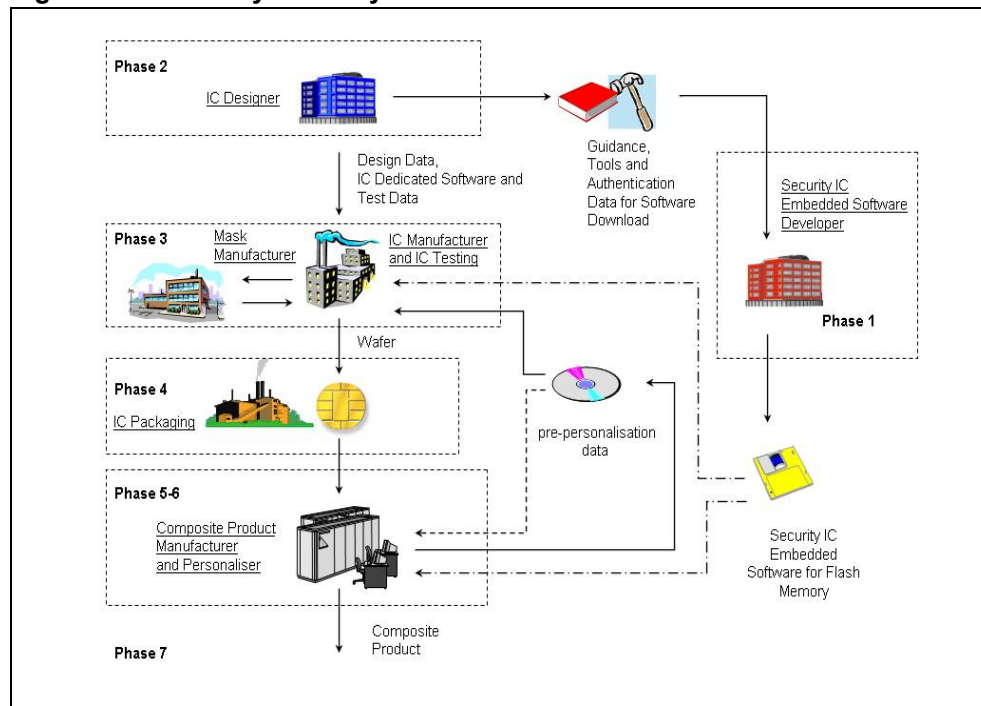 Phase 2
IC Designer
Guidance,
Tools and
Authentication
Data for Software
Download
Design Data,
IC Dedicated Software and
Test Data
Security IC
Embedded Software
Developer
Phase 1
Phase 3
Mask
Manufacturer
IC Manufacturer
and IC Testing
Wafer
Phase 4
IC Packaging
pre-personalisation
data
Phase 5-6
Composite Product
Manufacturer
and Personaliser
Security IC
Embedded
Software for Flash
Memory
Composite
Product
Phase 7